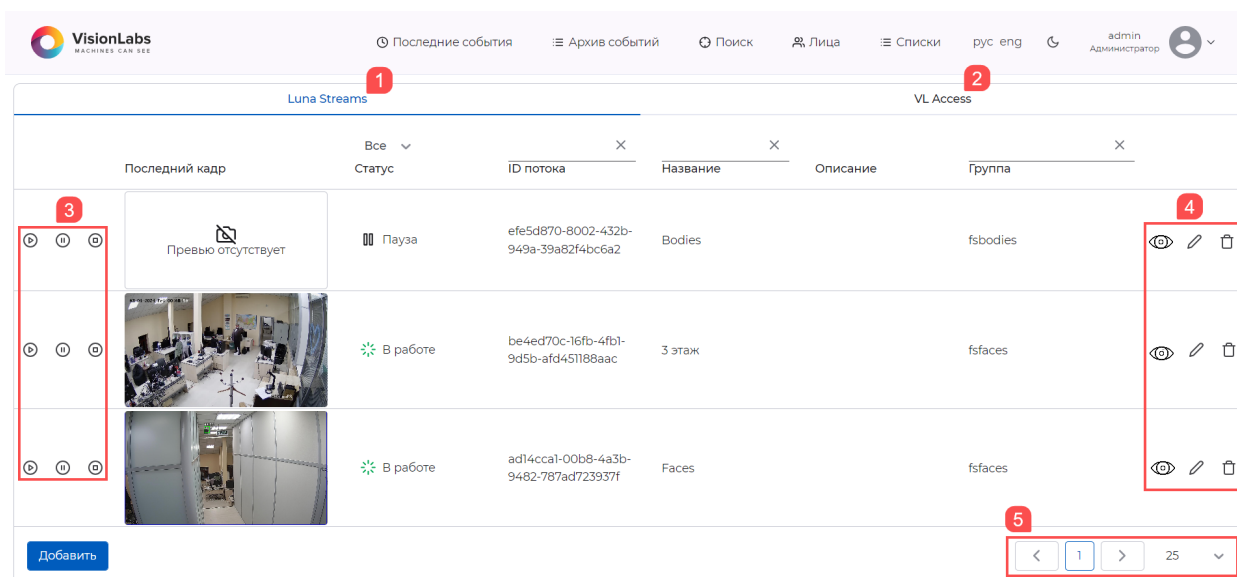 VisionLabs
MACHINES CAN SEE
Последние события
Архив событий
Поиск
Лица
Списки
рус eng
admin
Администратор
1
2
Luna Streams
VL Access
Все
Последний кадр
Статус
ID потока
Название
Описание
Группа
3
4
Превью отсутствует
Пауза
efe5d870-8002-432b-
949a-39a82f4bc6a2
Bodies
fsbodies
В работе
be4ed70c-16fb-4fb1-
9d5b-afd451188aac
3 этаж
fsfaces
В работе
ad14cca1-00b8-4a3b-
9482-787ad723937f
Faces
fsfaces
5
Добавить
1
25